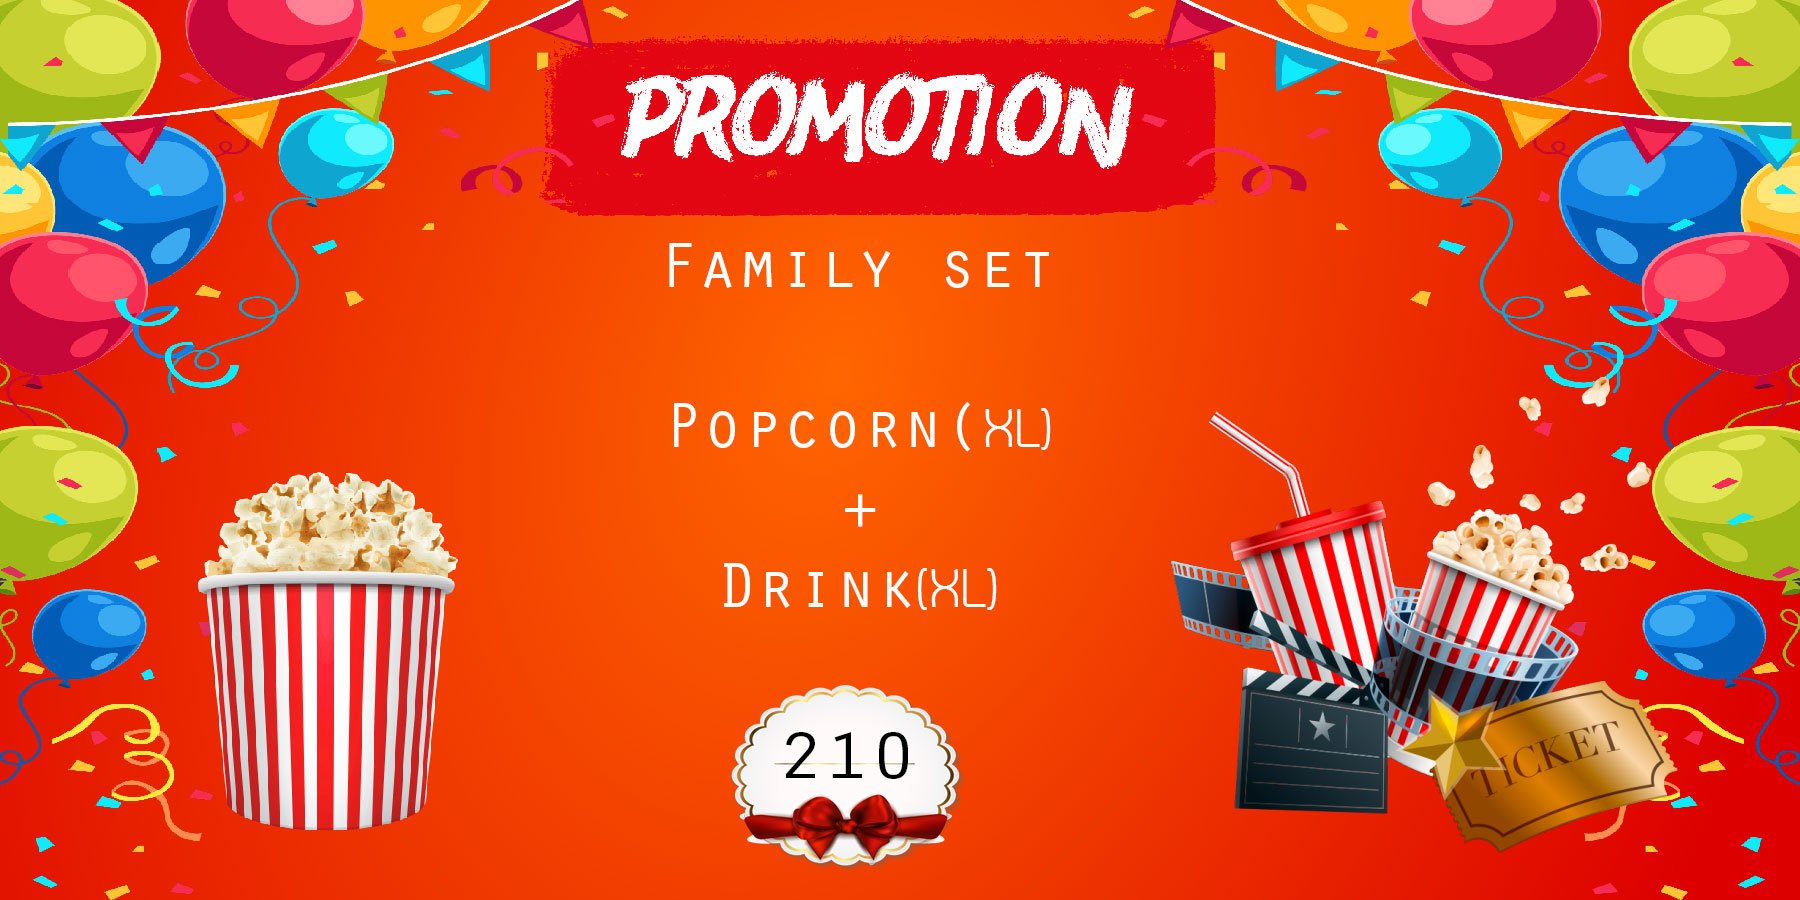 PROMOTION
Family set
Popcorn(XL)
+
Drink(XL)
210
TICKET